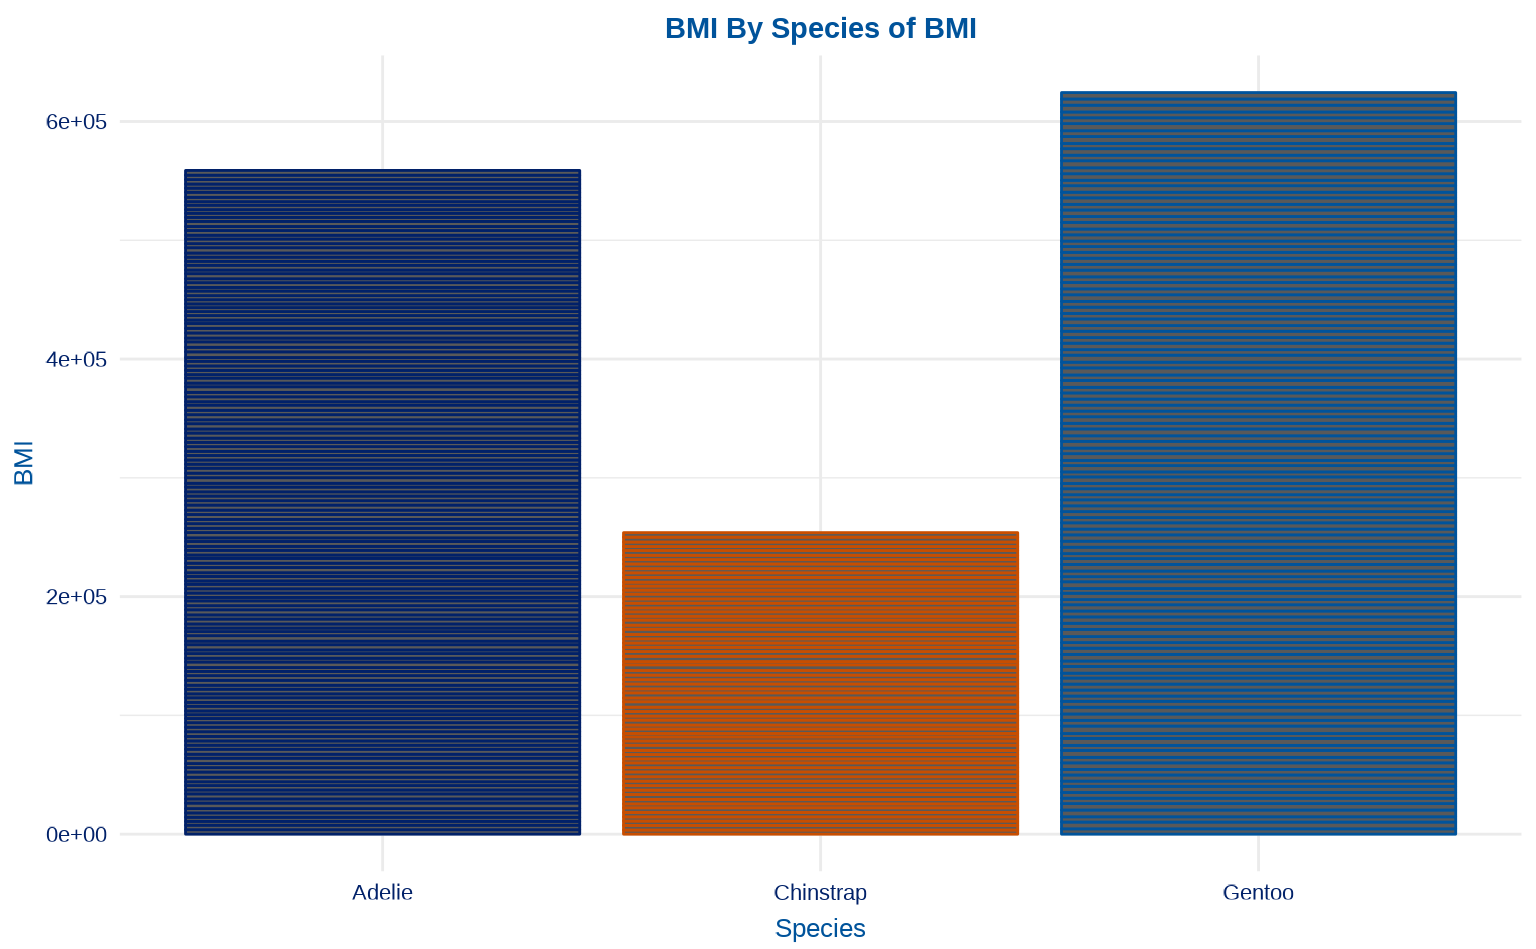 BMI By Species of BMI
6e+05
4e+05
2e+05
0e+00
BMI
Adelie
Chinstrap
Gentoo
Species